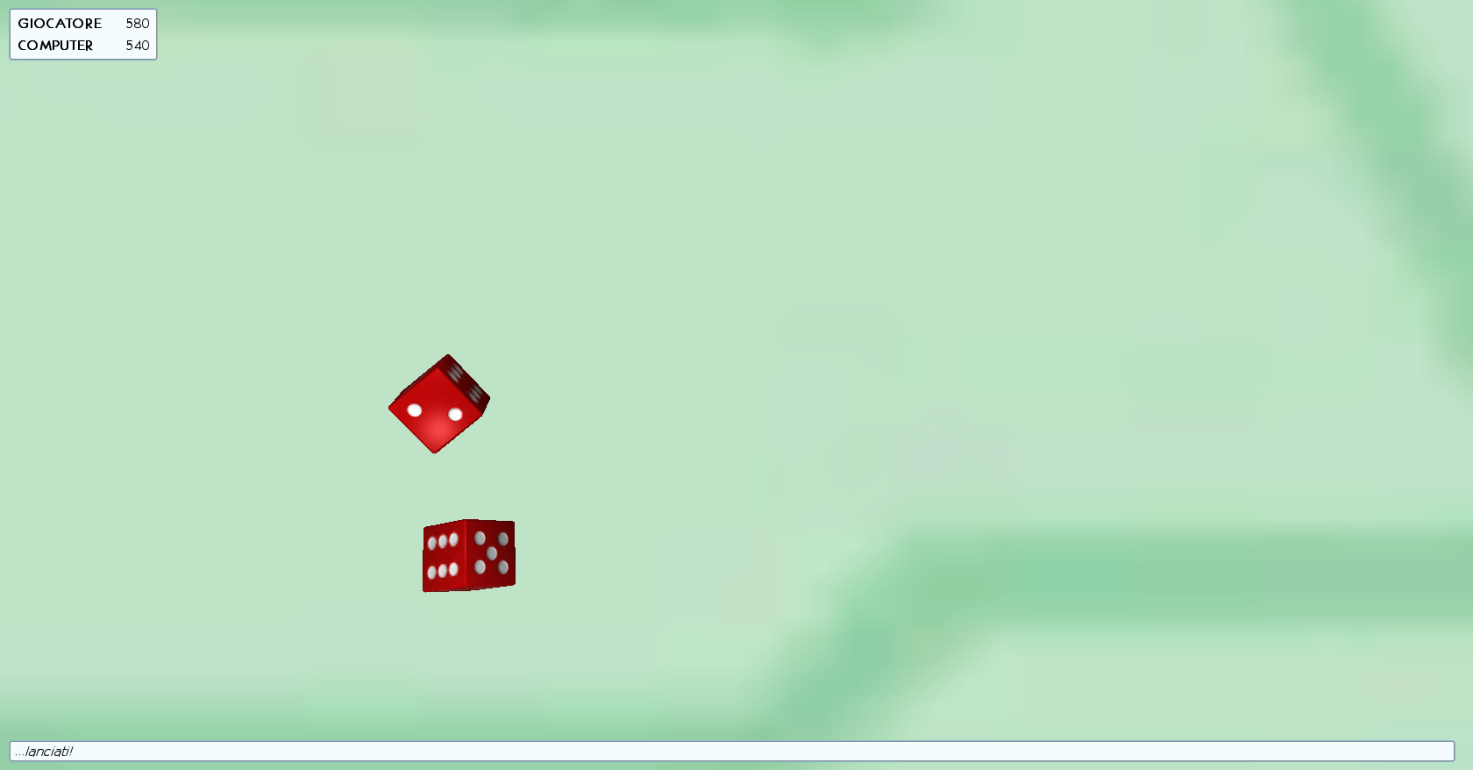 GIOCATORE 580
COMPUTER 540
...lanciati!